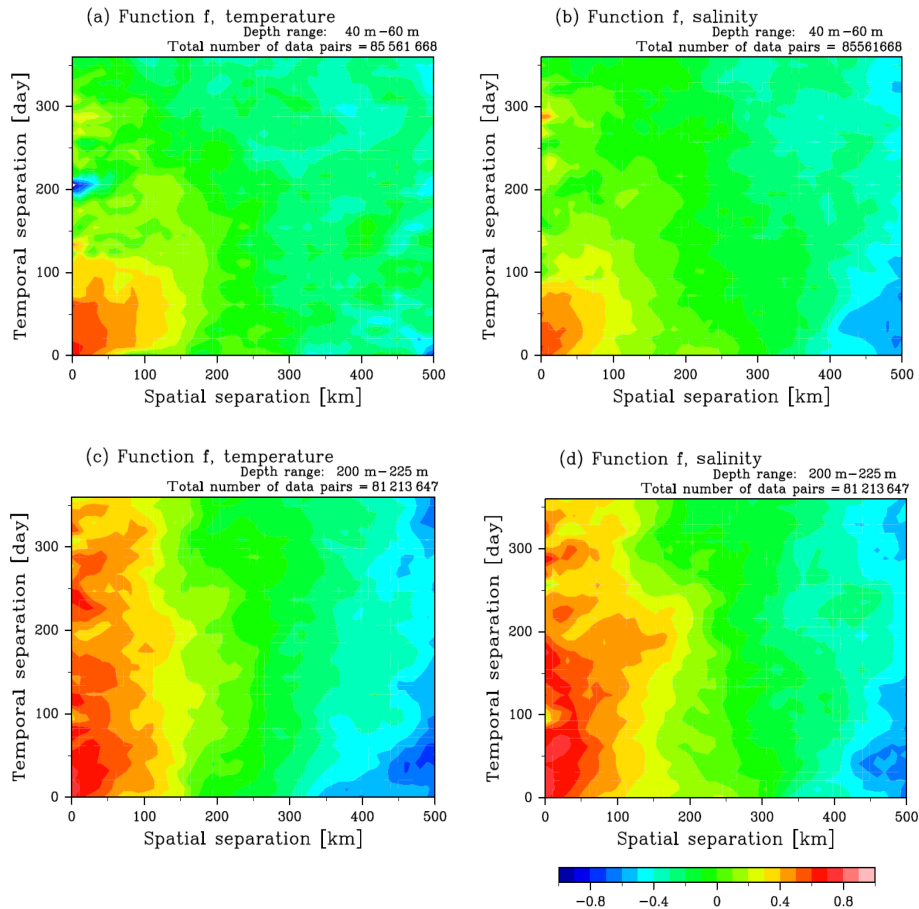 (a) Function f, temperature
Depth range: 40 m−60 m
Total number of data pairs = 85 561 668
Temporal separation [day]
300
200
100
0
0 100 200 300 400 500
Spatial separation [km]
(b) Function f, salinity
Depth range: 40 m−60 m
Total number of data pairs = 85561668
Temporal separation [day]
300
200
100
0
0 100 200 300 400 500
Spatial separation [km]
(c) Function f, temperature
Depth range: 200 m−225 m
Total number of data pairs = 81 213 647
Temporal separation [day]
300
200
100
0
0 100 200 300 400 500
Spatial separation [km]
(d) Function f, salinity
Depth range: 200 m−225 m
Total number of data pairs = 81 213 647
Temporal separation [day]
300
200
100
0
0 100 200 300 400 500
Spatial separation [km]
−0.8 −0.4 0 0.4 0.8